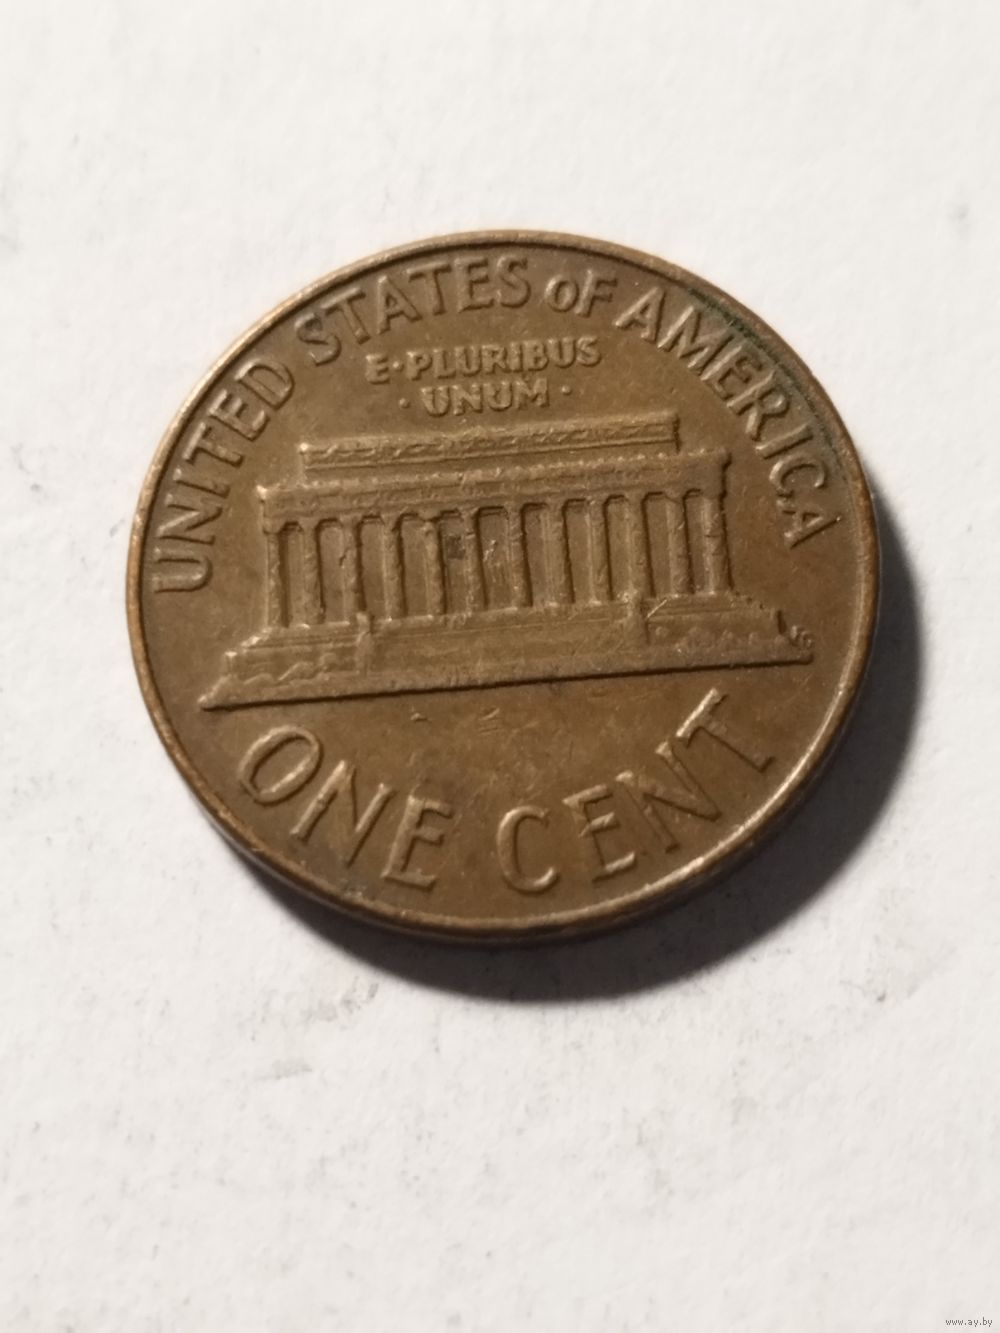 UNITED STATES OF AMERICA
E·PLURIBUS
·UNUM·
ONE CENT
www.ay.by